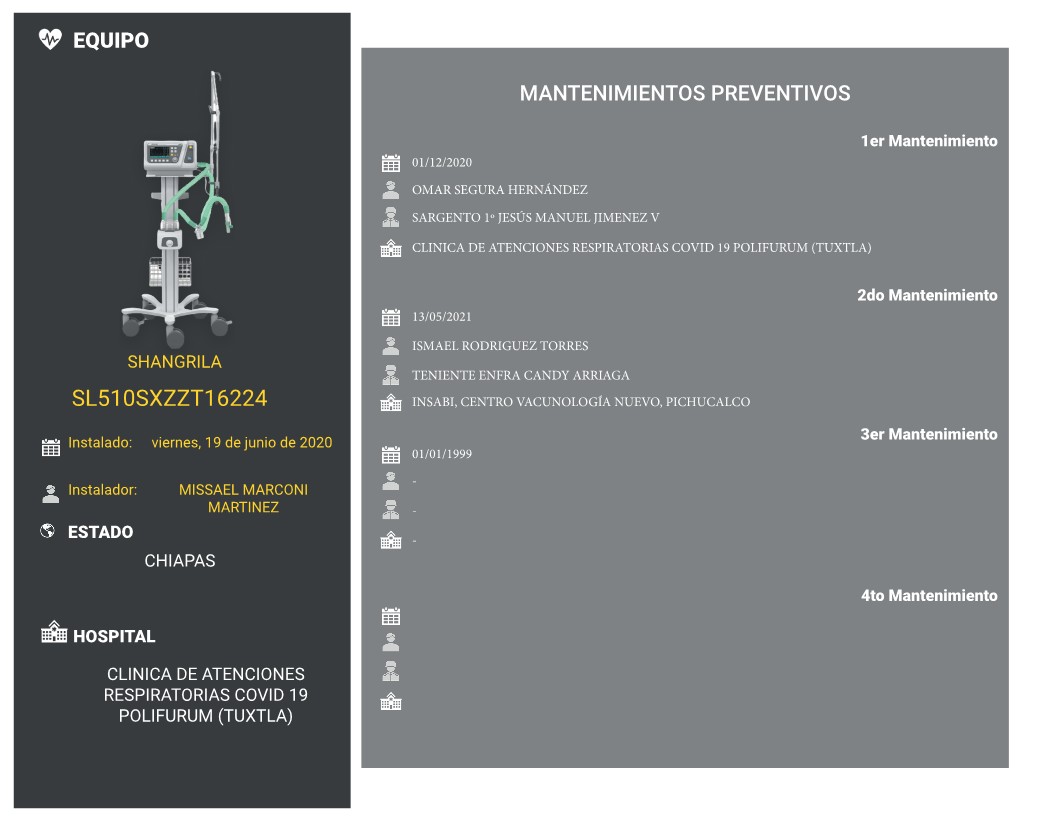 EQUIPO
SHANGRILA
SL510SXZZT16224
Instalado: viernes, 19 de junio de 2020
Instalador: MISSAEL MARCONI
MARTINEZ
ESTADO
CHIAPAS
HOSPITAL
CLINICA DE ATENCIONES
RESPIRATORIAS COVID 19
POLIFURUM (TUXTLA)
MANTENIMIENTOS PREVENTIVOS
1er Mantenimiento
01/12/2020
OMAR SEGURA HERNÁNDEZ
SARGENTO 1º JESÚS MANUEL JIMENEZ V
CLINICA DE ATENCIONES RESPIRATORIAS COVID 19 POLIFURUM (TUXTLA)
2do Mantenimiento
13/05/2021
ISMAEL RODRIGUEZ TORRES
TENIENTE ENFRA CANDY ARRIAGA
INSABI, CENTRO VACUNOLOGÍA NUEVO, PICHUCALCO
3er Mantenimiento
01/01/1999
-
-
-
4to Mantenimiento